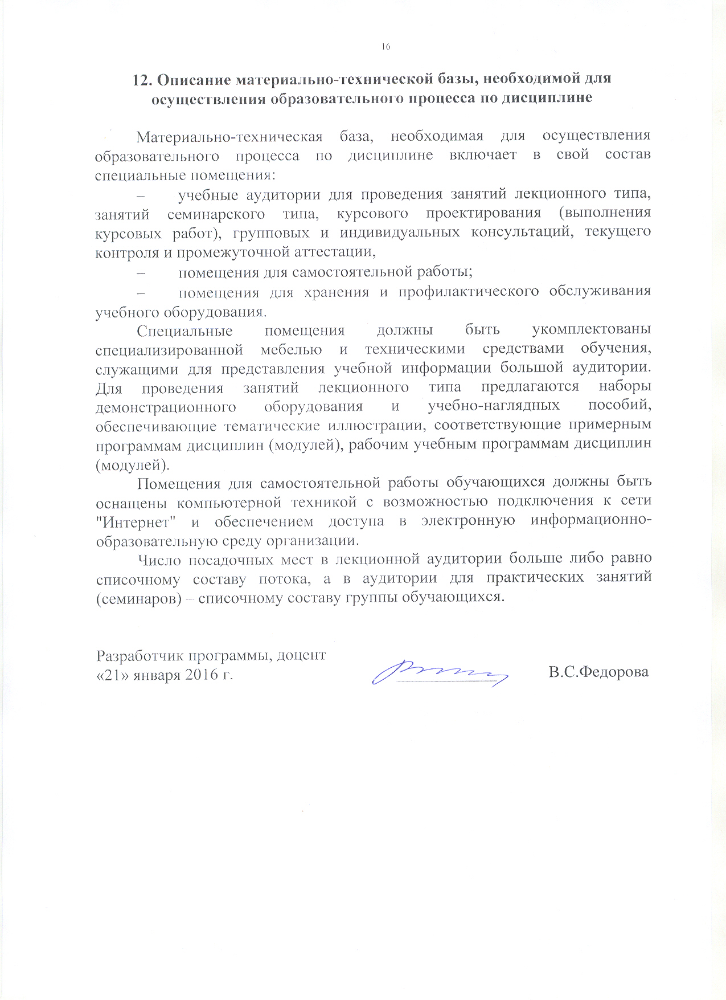 16
12. Описание материально-технической базы, необходимой для
осуществления образовательного процесса по дисциплине
Материально-техническая база, необходимая для осуществления
образовательного процесса по дисциплине включает в свой состав
специальные помещения:
– учебные аудитории для проведения занятий лекционного типа,
занятий семинарского типа, курсового проектирования (выполнения
курсовых работ), групповых и индивидуальных консультаций, текущего
контроля и промежуточной аттестации,
– помещения для самостоятельной работы;
– помещения для хранения и профилактического обслуживания
учебного оборудования.
Специальные помещения должны быть укомплектованы
специализированной мебелью и техническими средствами обучения,
служащими для представления учебной информации большой аудитории.
Для проведения занятий лекционного типа предлагаются наборы
демонстрационного оборудования и учебно-наглядных пособий,
обеспечивающие тематические иллюстрации, соответствующие примерным
программам дисциплин (модулей), рабочим учебным программам дисциплин
(модулей).
Помещения для самостоятельной работы обучающихся должны быть
оснащены компьютерной техникой с возможностью подключения к сети
"Интернет" и обеспечением доступа в электронную информационно-
образовательную среду организации.
Число посадочных мест в лекционной аудитории больше либо равно
списочному составу потока, а в аудитории для практических занятий
(семинаров) – списочному составу группы обучающихся.
Разработчик программы, доцент
«21» января 2016 г. В.С.Федорова